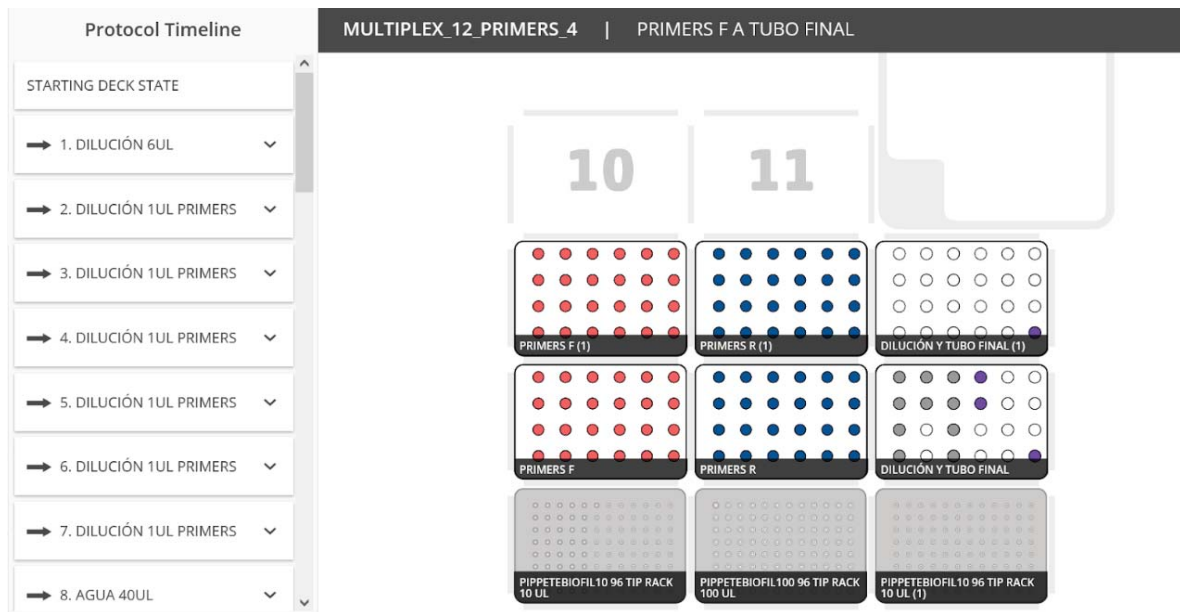 Protocol Timeline
MULTIPLEX_12_PRIMERS_4 | PRIMERS F A TUBO FINAL
STARTING DECK STATE
1. DILUCIÓN 6UL
2. DILUCIÓN 1UL PRIMERS
3. DILUCIÓN 1UL PRIMERS
4. DILUCIÓN 1UL PRIMERS
5. DILUCIÓN 1UL PRIMERS
6. DILUCIÓN 1UL PRIMERS
7. DILUCIÓN 1UL PRIMERS
8. AGUA 40UL
10
11
PRIMERS F (1)
PRIMERS R (1)
DILUCIÓN Y TUBO FINAL (1)
PRIMERS F
PRIMERS R
DILUCIÓN Y TUBO FINAL
PIPPETEBIOFIL10 96 TIP RACK
10 UL
PIPPETEBIOFIL100 96 TIP RACK
100 UL
PIPPETEBIOFIL10 96 TIP RACK
10 UL (1)